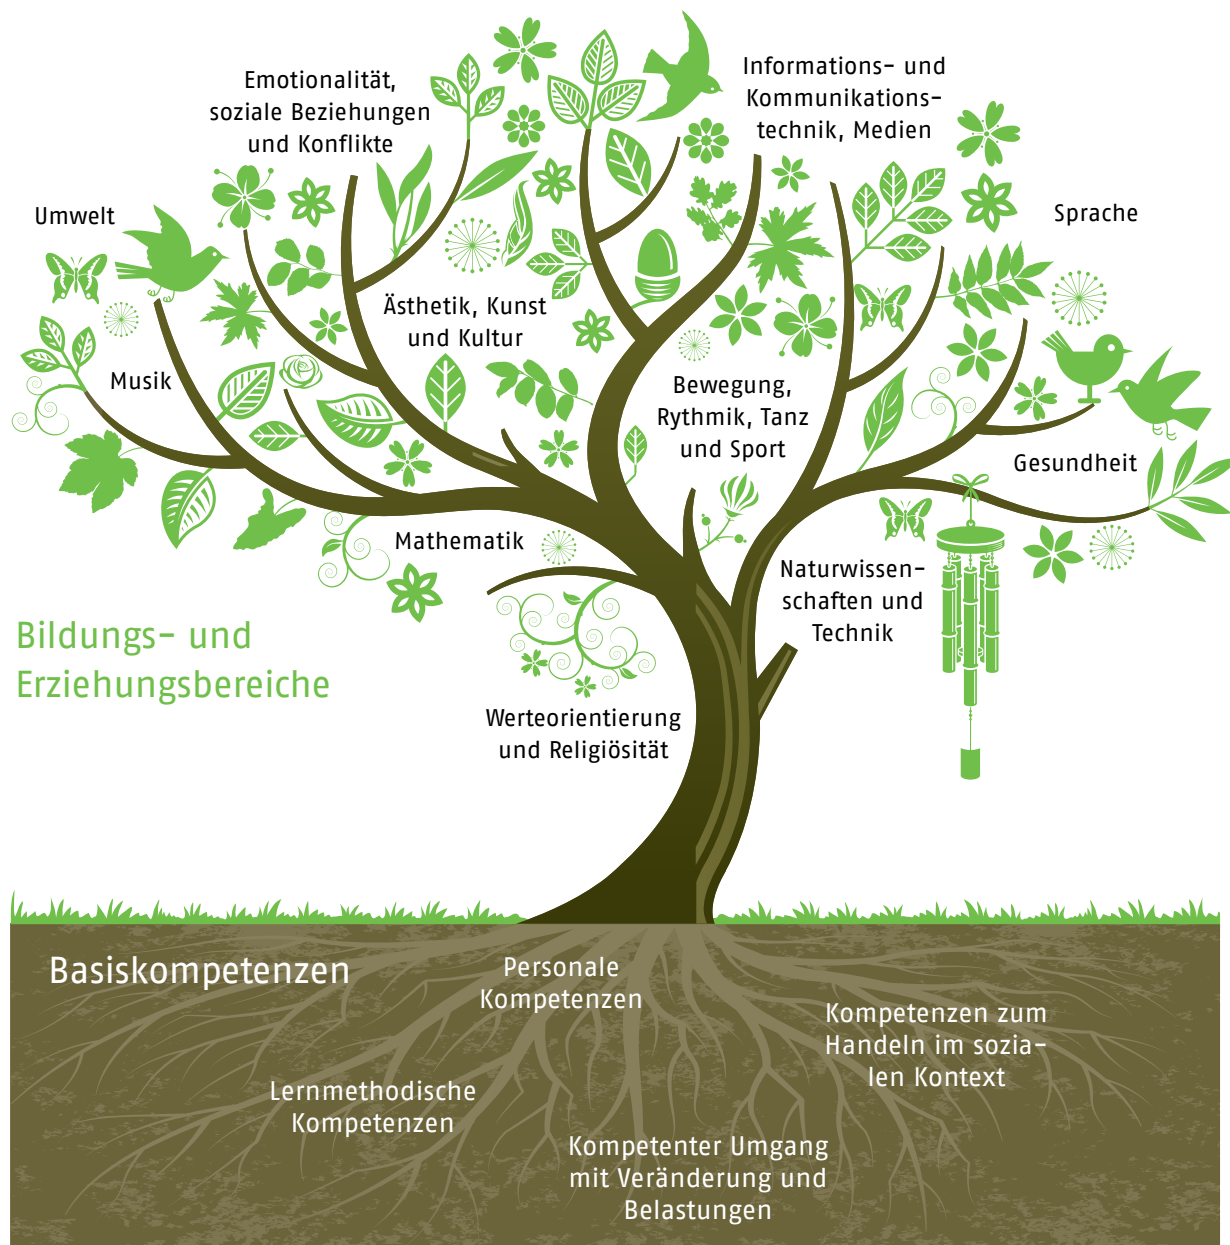 Emotionalität,
soziale Beziehungen
und Konflikte
Informations- und
Kommunikations-
technik, Medien
Umwelt
Sprache
Ästhetik, Kunst
und Kultur
Musik
Bewegung,
Rythmik, Tanz
und Sport
Gesundheit
Mathematik
Naturwissen-
schaften und
Technik
Bildungs- und
Erziehungsbereiche
Werteorientierung
und Religiösität
Basiskompetenzen
Personale
Kompetenzen
Kompetenzen zum
Handeln im sozia-
len Kontext
Lernmethodische
Kompetenzen
Kompetenter Umgang
mit Veränderung und
Belastungen